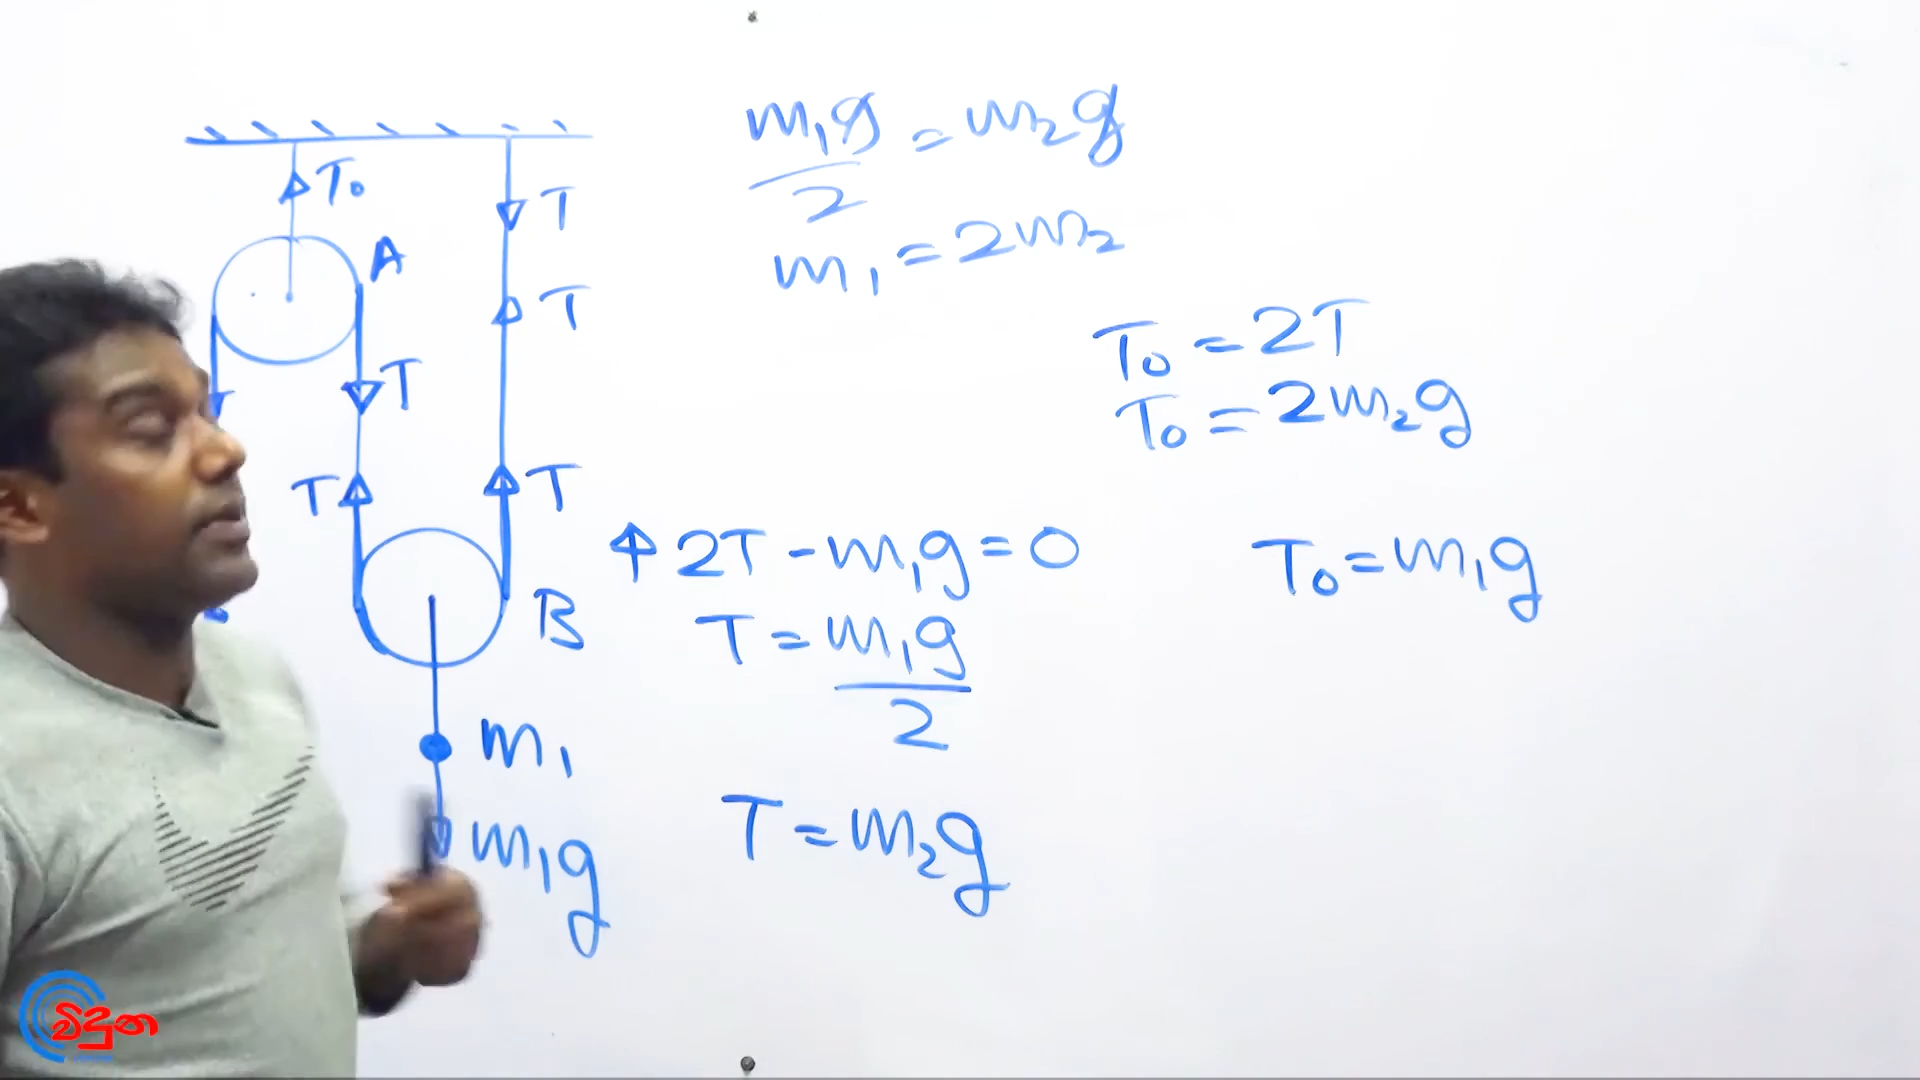 T₀
T
A
T
T
T
T
B
m₁
m₁g
m₁g/2 = m₂g
m₁ = 2m₂
T₀ = 2T
T₀ = 2m₂g
↑ 2T - m₁g = 0
T = m₁g/2
T₀ = m₁g
T = m₂g
විදුන